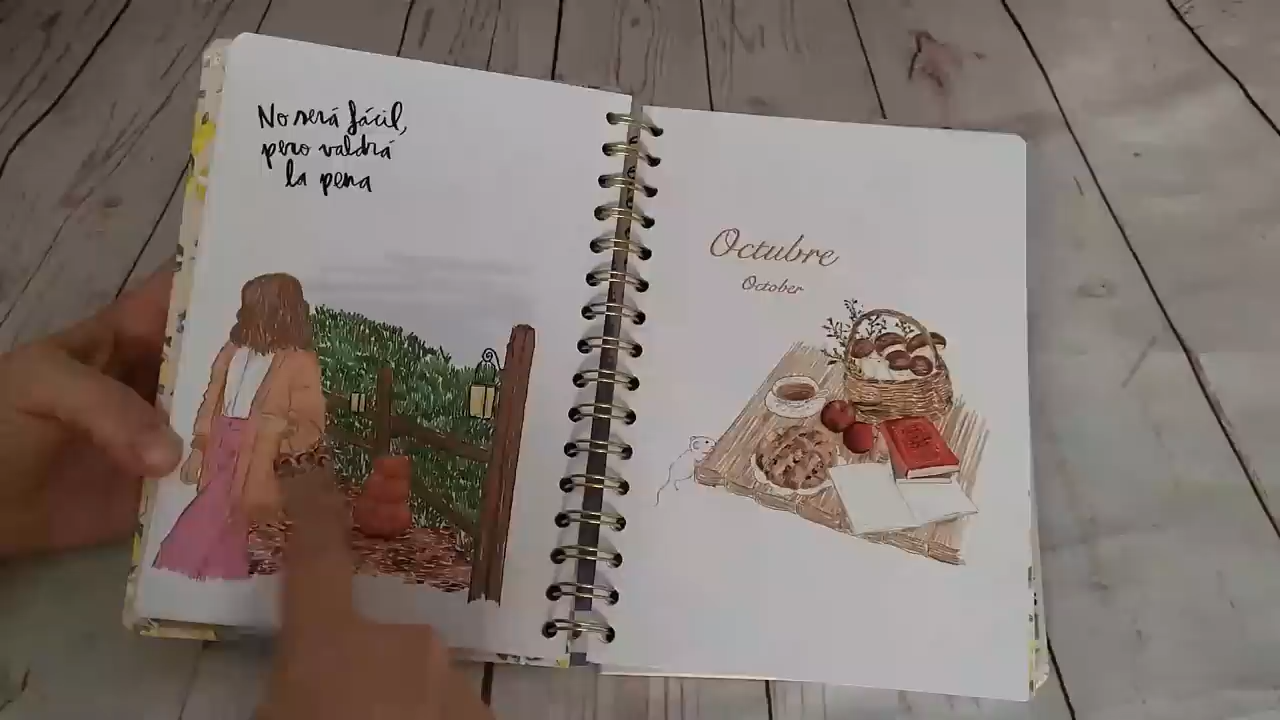 No será fácil,
pero valdrá
la pena
Octubre
October